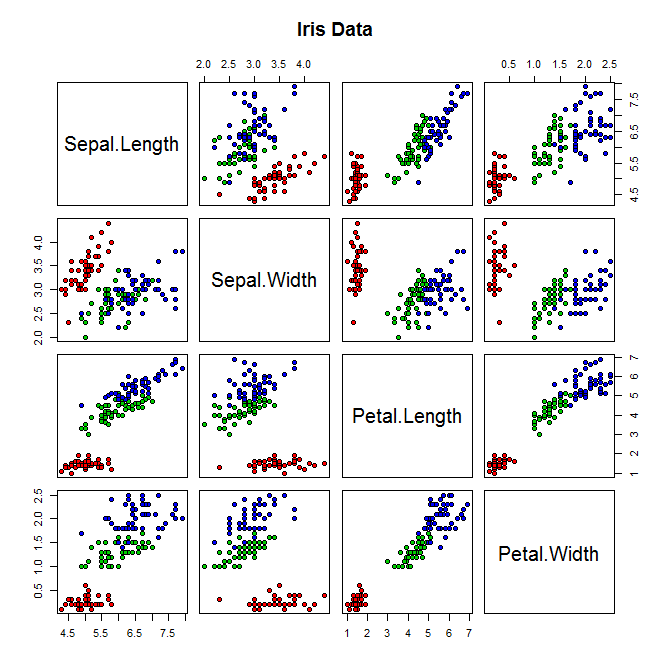 Iris Data
2.0 2.5 3.0 3.5 4.0
0.5 1.0 1.5 2.0 2.5
Sepal.Length
4.5 5.5 6.5 7.5
2.0 2.5 3.0 3.5 4.0
Sepal.Width
Petal.Length
1 2 3 4 5 6 7
0.5 1.0 1.5 2.0 2.5
Petal.Width
4.5 5.5 6.5 7.5
1 2 3 4 5 6 7